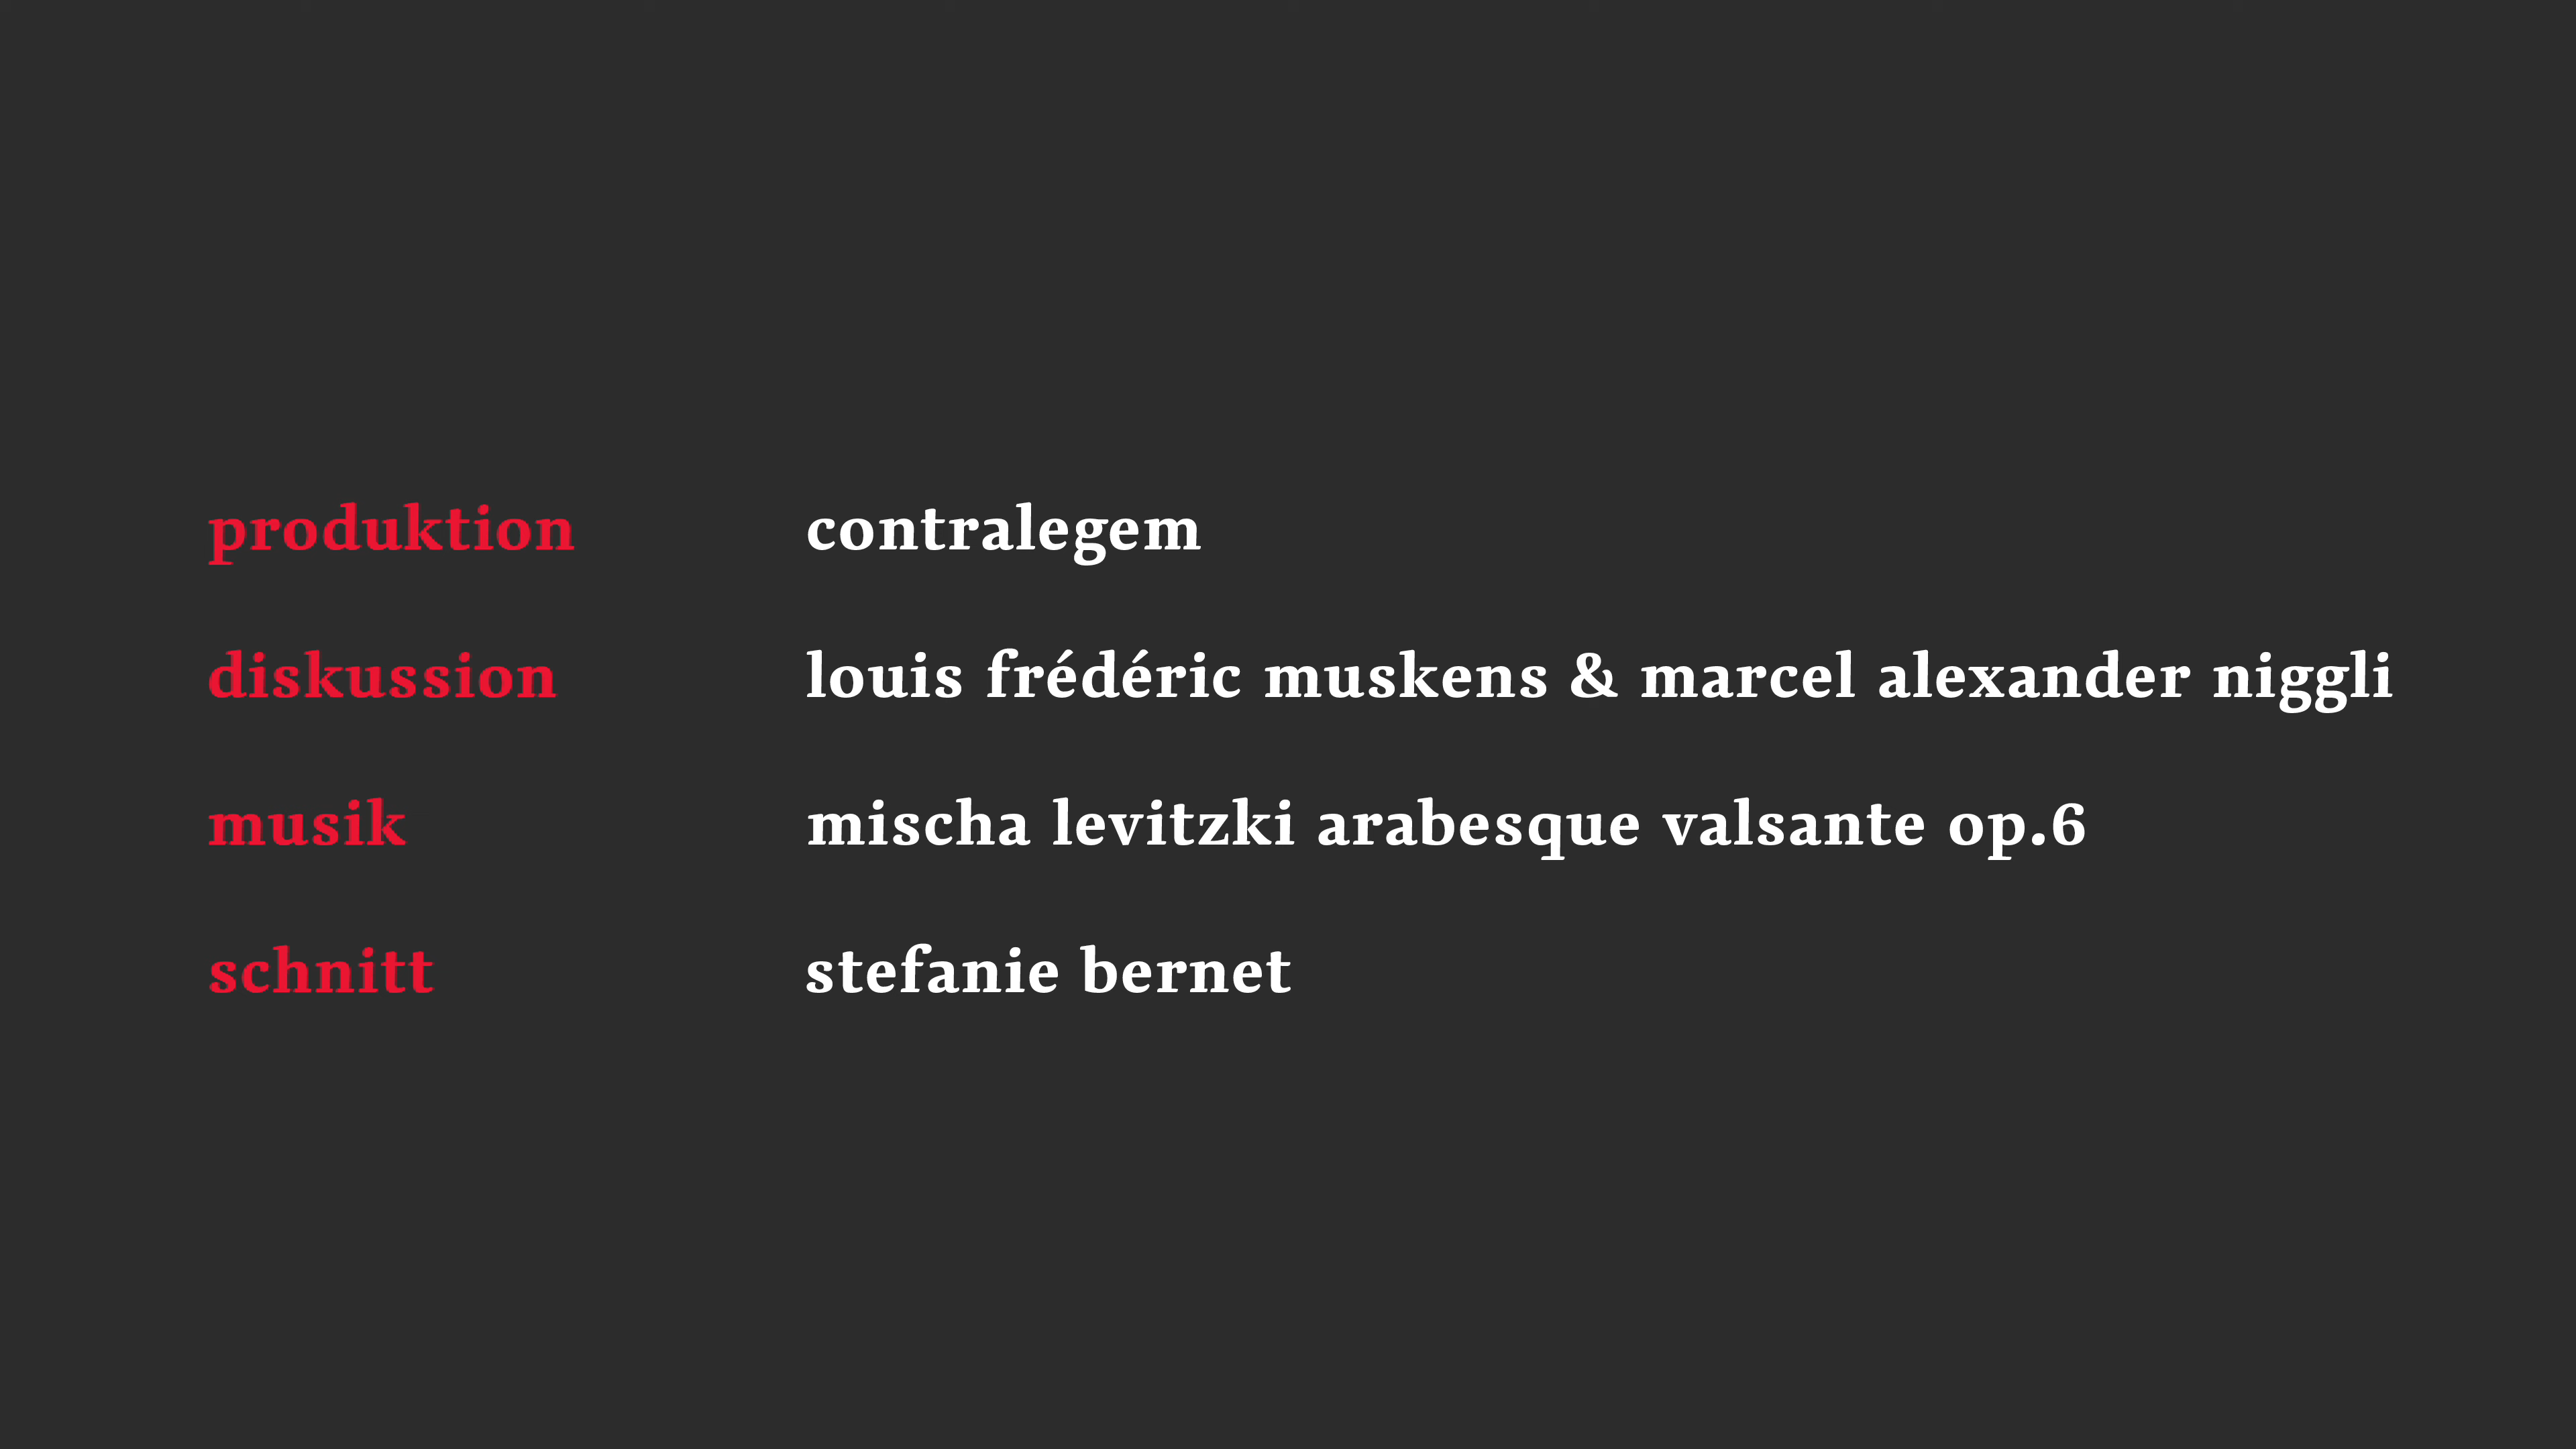 produktion contralegem
diskussion louis frédéric muskens & marcel alexander niggli
musik mischa levitzki arabesque valsante op.6
schnitt stefanie bernet